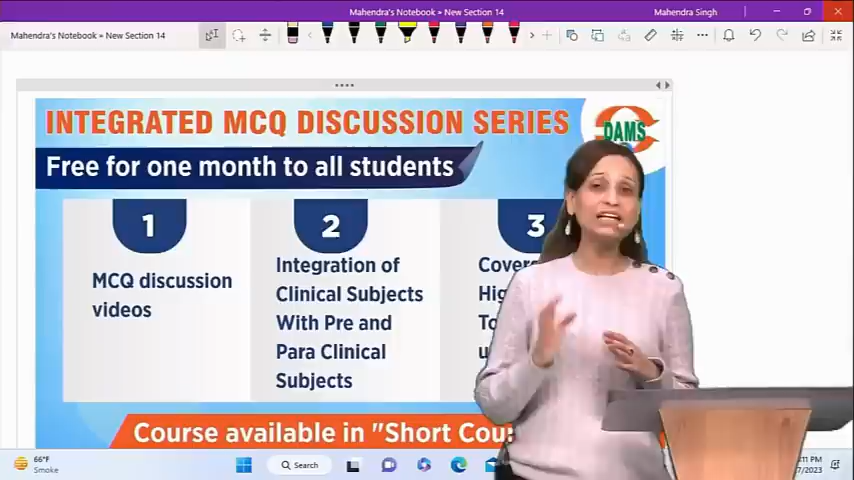 Mahendra's Notebook » New Section 14
Mahendra Singh
Mahendra's Notebook » New Section 14
INTEGRATED MCQ DISCUSSION SERIES
DAMS
Free for one month to all students
1
MCQ discussion
videos
2
Integration of
Clinical Subjects
With Pre and
Para Clinical
Subjects
3
Course available in "Short
66°F
Smoke
Search